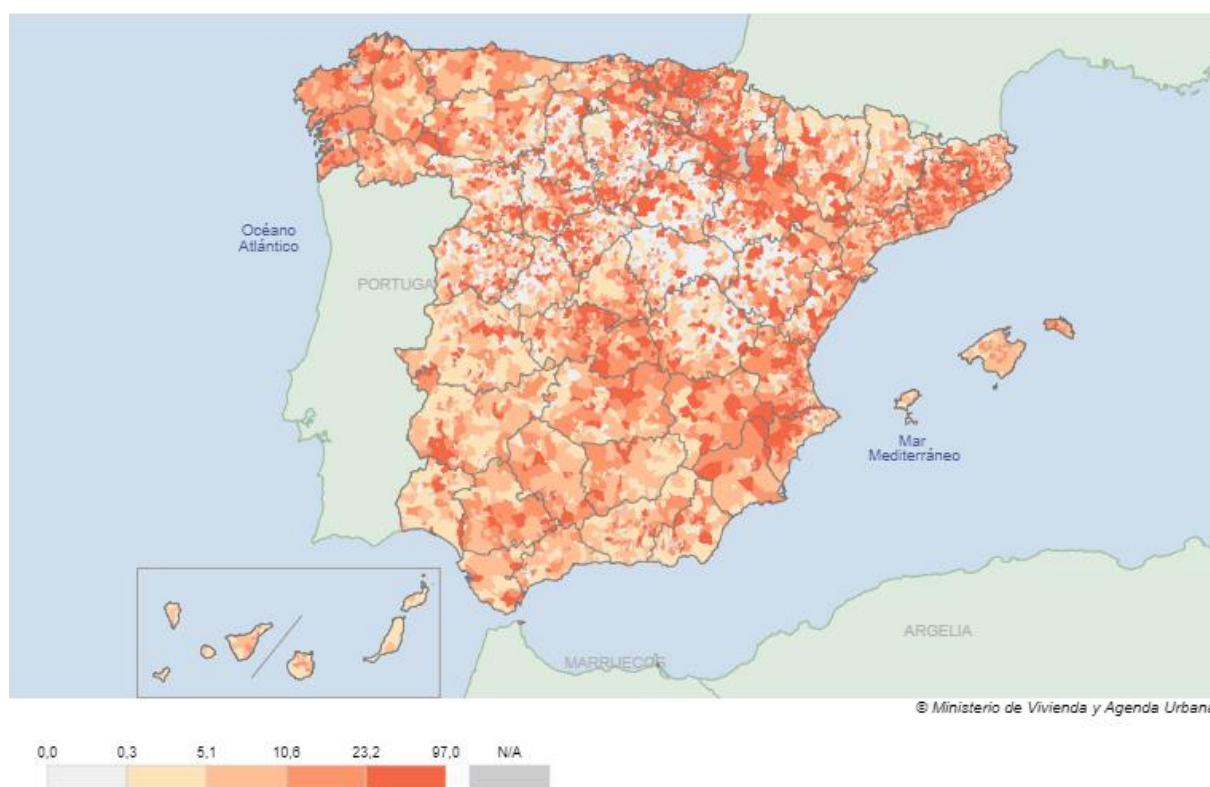 Océano
Atlántico
PORTUGA
Mar
Mediterráneo
ARGELIA
MARRUECOS
© Ministerio de Vivienda y Agenda Urbana
0,0 0,3 5,1 10,6 23,2 97,0 N/A